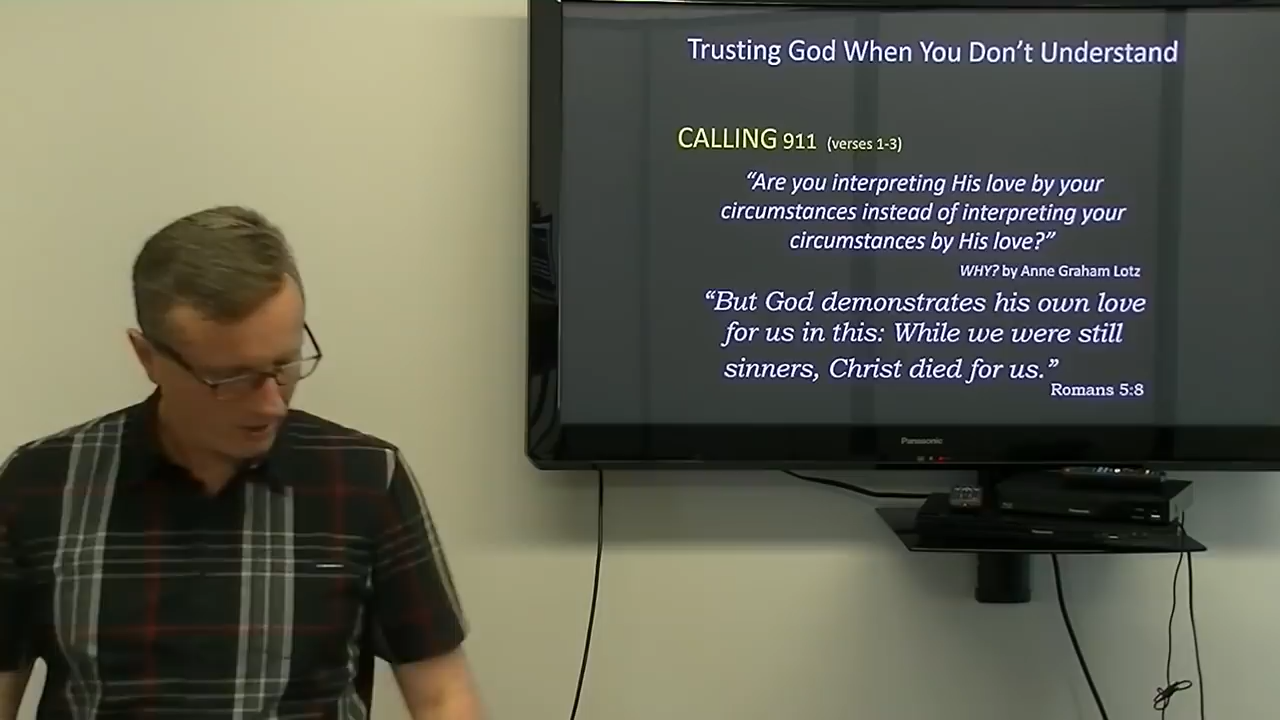 Trusting God When You Don't Understand
CALLING 911 (verses 1-3)
“Are you interpreting His love by your
circumstances instead of interpreting your
circumstances by His love?”
WHY? by Anne Graham Lotz
“But God demonstrates his own love
for us in this: While we were still
sinners, Christ died for us.”
Romans 5:8
Panasonic